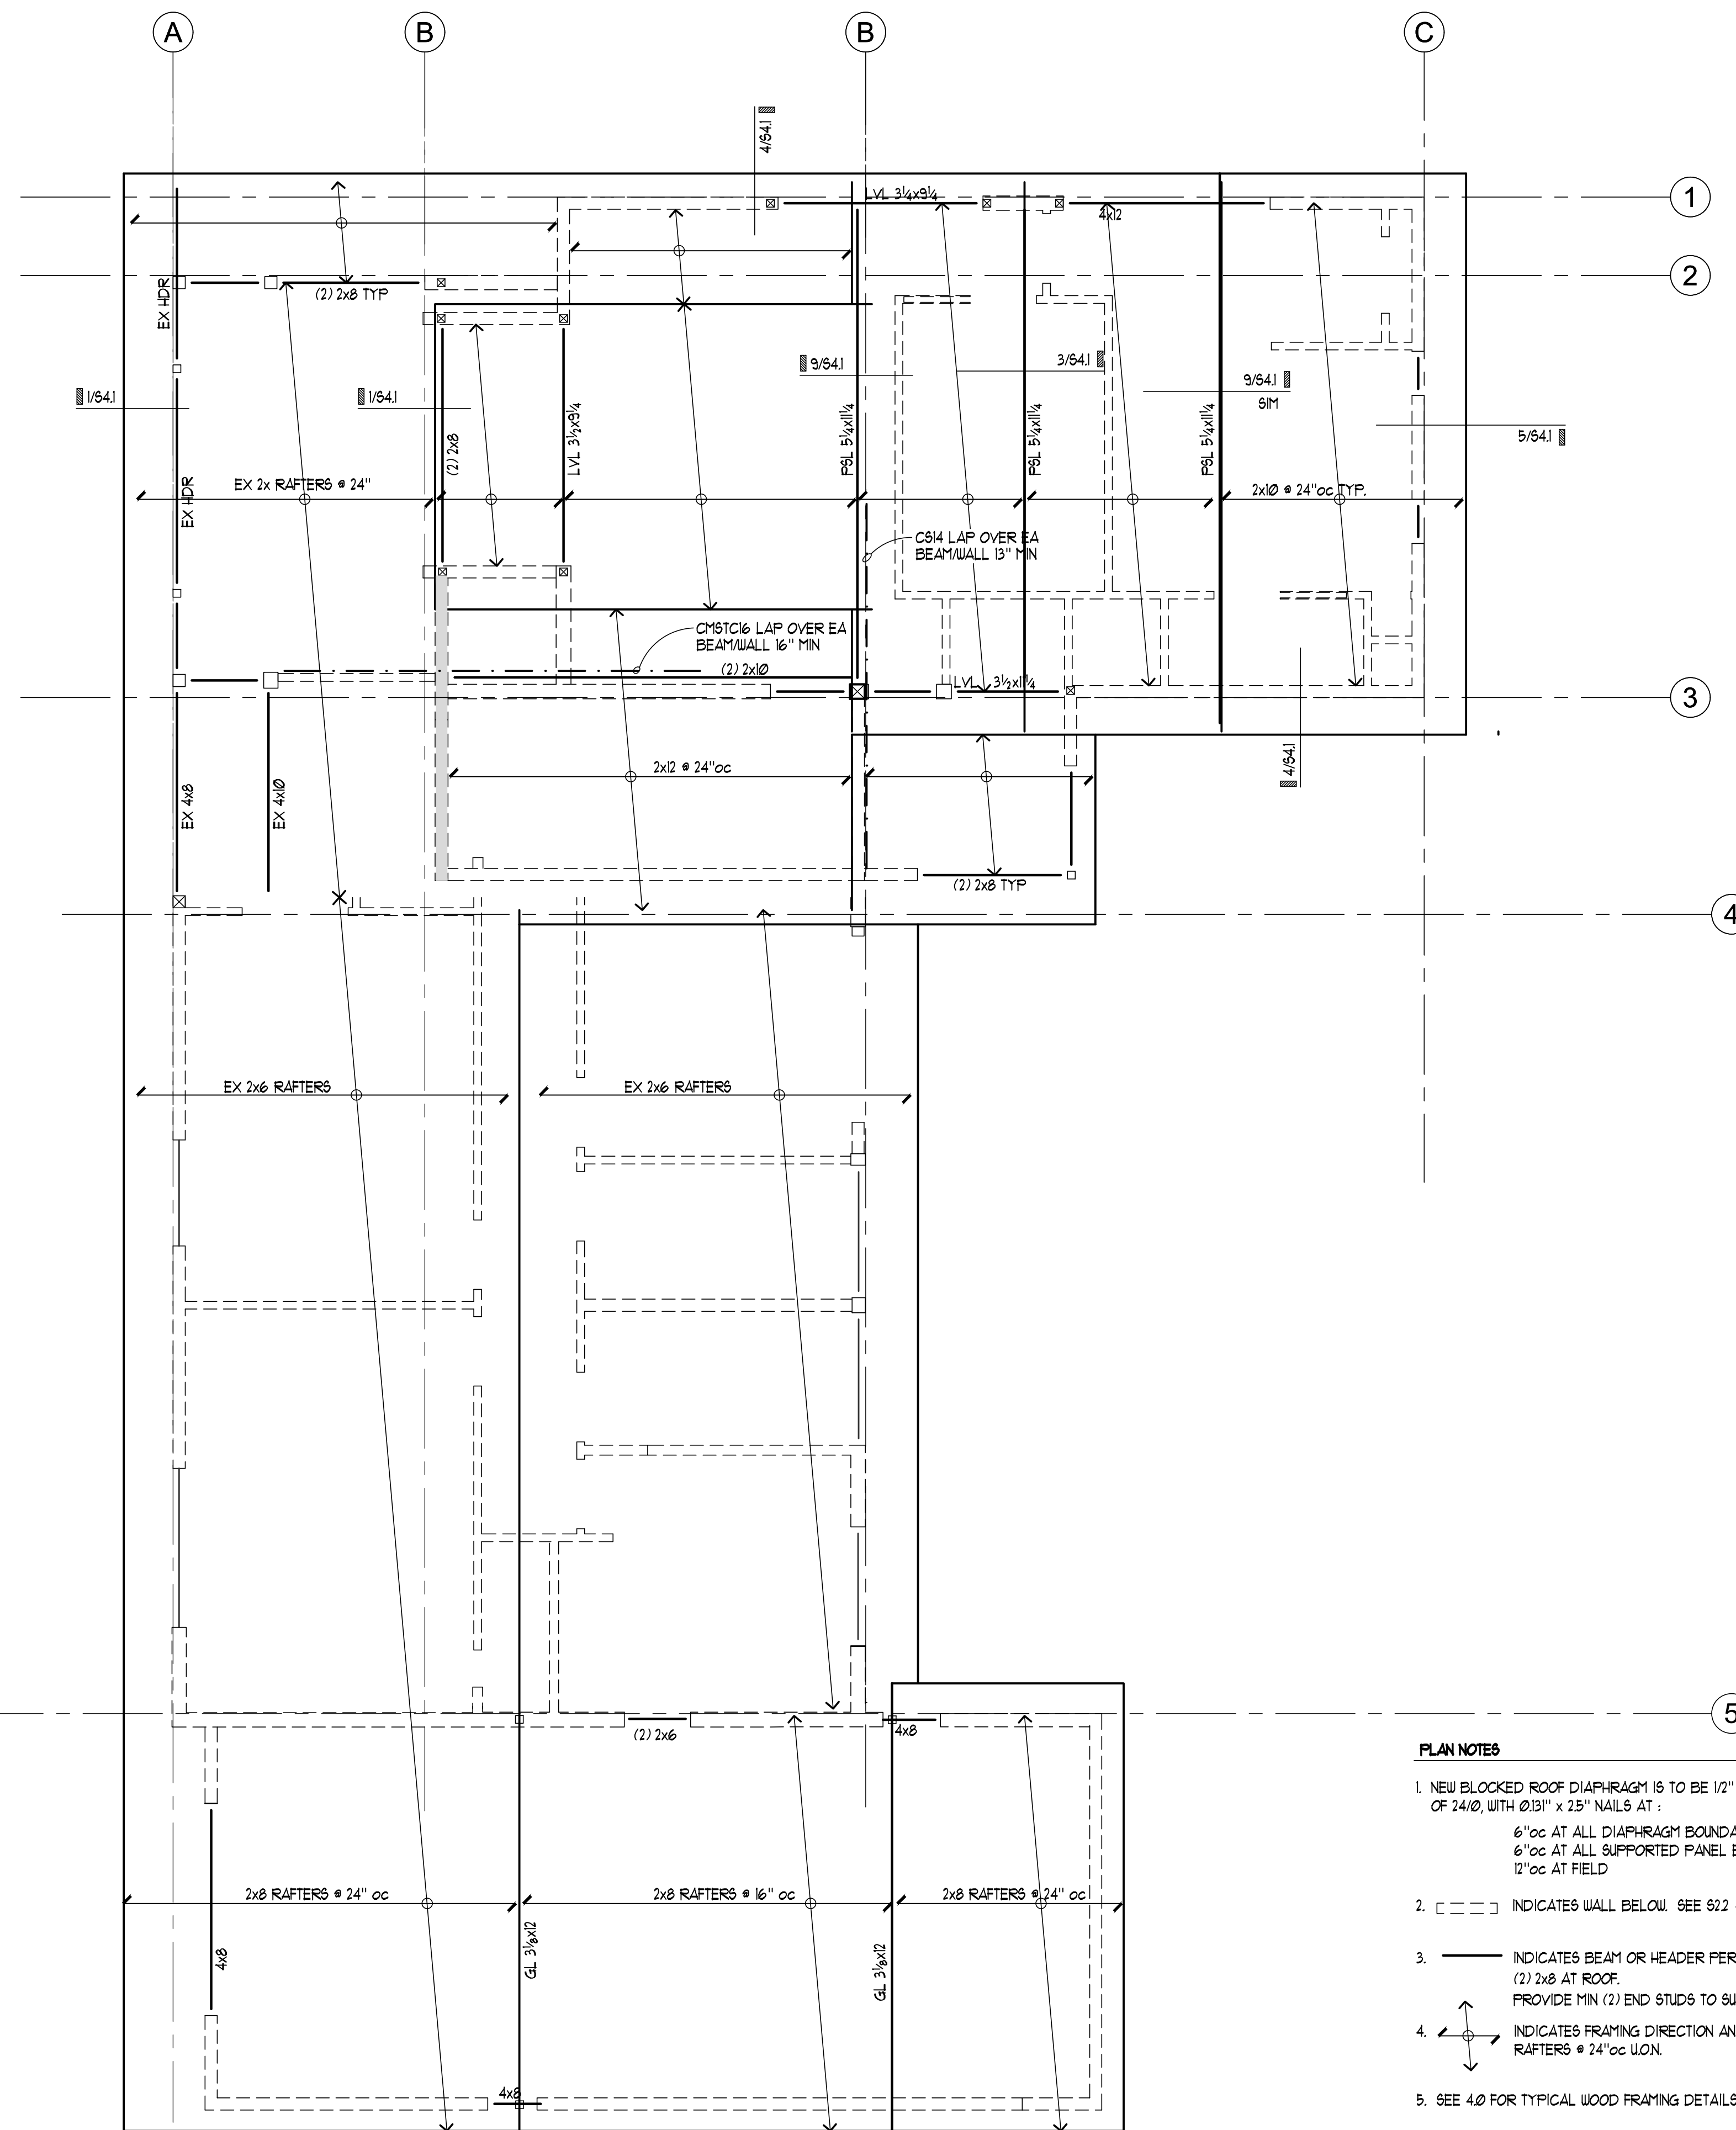 A
B
B
C
1
2
3
4
5
4/S4.1
LVL 3¼x9¼
4x12
EX HDR
(2) 2x8 TYP
1/S4.1
1/S4.1
9/S4.1
3/S4.1
9/S4.1
SIM
5/S4.1
(2) 2x8
LVL 3½x9¼
PSL 5¼x11¼
PSL 5¼x11¼
PSL 5¼x11¼
EX HDR
EX 2x RAFTERS @ 24"
2x10 @ 24"oc TYP.
CS14 LAP OVER EA
BEAM/WALL 13" MIN
CMSTC16 LAP OVER EA
BEAM/WALL 16" MIN
(2) 2x10
LVL 3½x11¼
4/S4.1
2x12 @ 24"oc
EX 4x8
EX 4x10
(2) 2x8 TYP
EX 2x6 RAFTERS
EX 2x6 RAFTERS
(2) 2x6
4x8
2x8 RAFTERS @ 24" oc
2x8 RAFTERS @ 16" oc
2x8 RAFTERS @ 24" oc
4x8
GL 3⅛x12
GL 3⅛x12
4x8
PLAN NOTES
1. NEW BLOCKED ROOF DIAPHRAGM IS TO BE 1/2"
OF 24/0, WITH 0.131" x 2.5" NAILS AT :
6"oc AT ALL DIAPHRAGM BOUNDA
6"oc AT ALL SUPPORTED PANEL E
12"oc AT FIELD
2. INDICATES WALL BELOW. SEE S2.2
3. INDICATES BEAM OR HEADER PER
(2) 2x8 AT ROOF.
PROVIDE MIN (2) END STUDS TO SU
4. INDICATES FRAMING DIRECTION AN
RAFTERS @ 24"oc U.O.N.
5. SEE 4.0 FOR TYPICAL WOOD FRAMING DETAILS